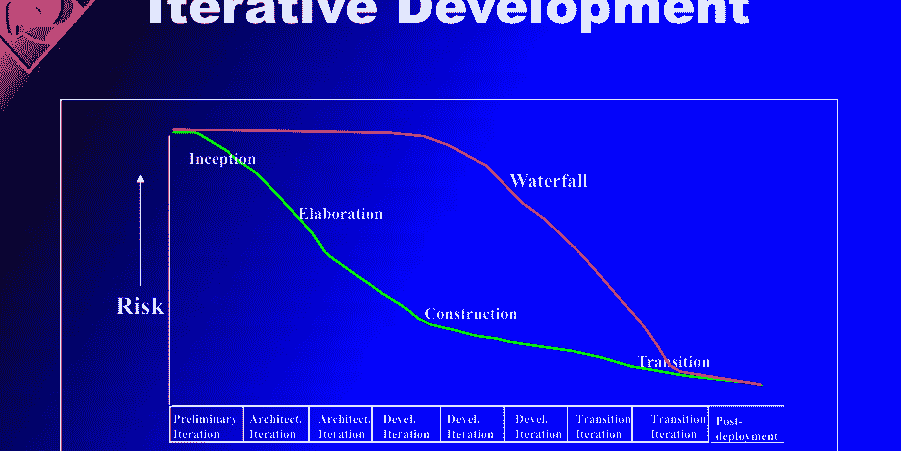 Iterative Development
Inception
Waterfall
Elaboration
Risk
Construction
Transition
Preliminary Iteration
Architect. Iteration
Architect. Iteration
Devel. Iteration
Devel. Iteration
Devel. Iteration
Transition Iteration
Transition Iteration
Post-
deployment